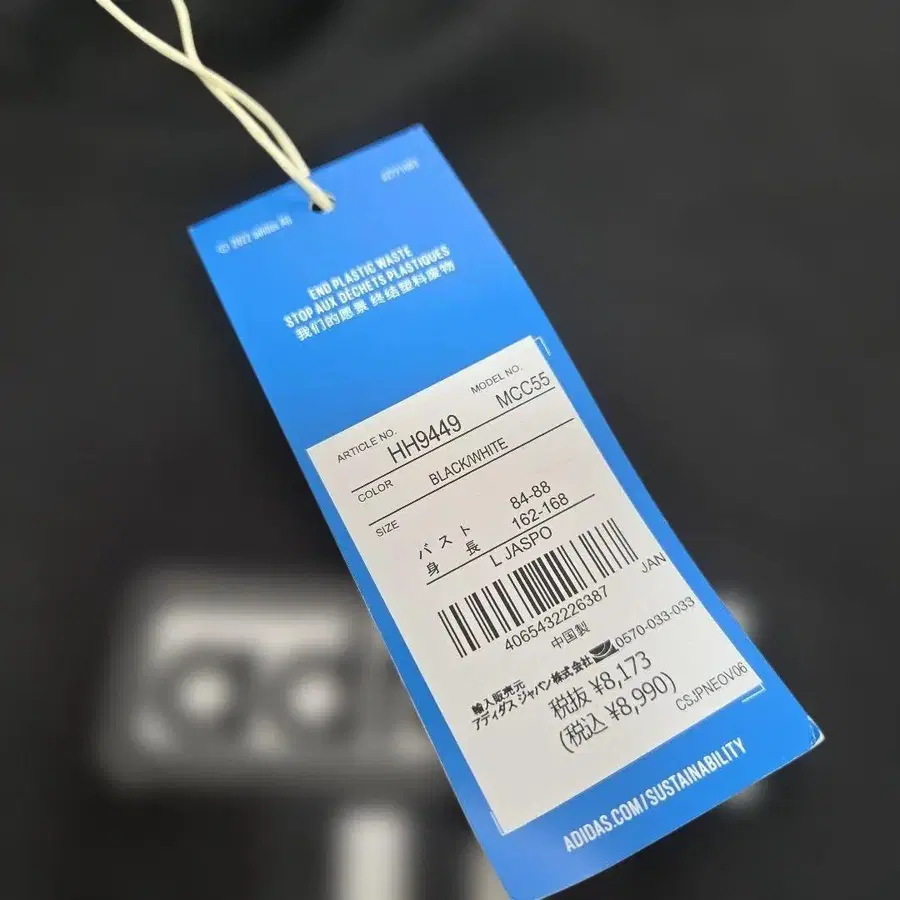 © 2022 adidas AG
END PLASTIC WASTE
STOP AUX DÉCHETS PLASTIQUES
我们的愿景 终结塑料废物
ARTICLE NO. MODEL NO.
HH9449 MCC55
COLOR BLACK/WHITE
SIZE
バスト 84-88
身長 162-168
L JASPO
JAN
4065432226387
中国製
輸入販売元
アディダス ジャパン株式会社 0570-033-033
税抜 ¥8,173
(税込 ¥8,990)
CSJPNEOV06
ADIDAS.COM/SUSTAINABILITY